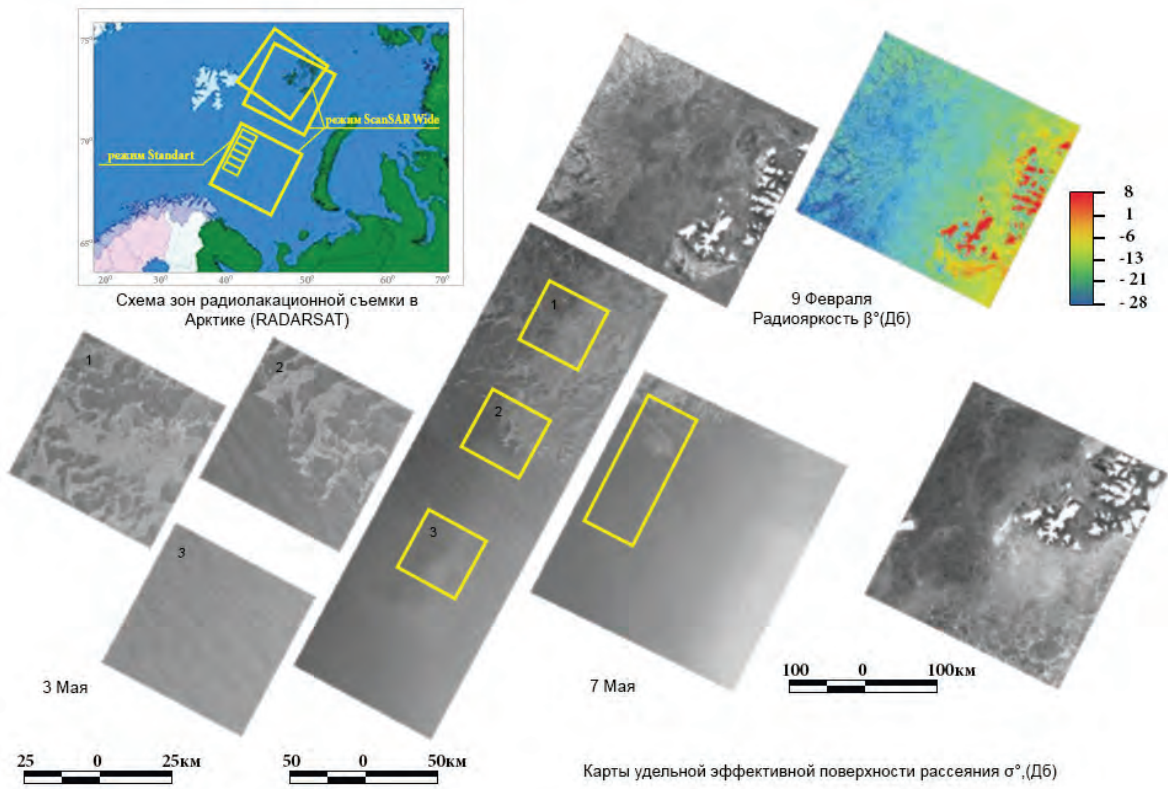 75°
70°
65°
режим ScanSAR Wide
режим Standart
20° 30° 40° 50° 60° 70°
Схема зон радиолакационной съемки в
Арктике (RADARSAT)
9 Февраля
Радиояркость β°(Дб)
8
1
-6
-13
- 21
- 28
1
2
3
1
2
3
3 Мая
7 Мая
100 0 100км
25 0 25км
50 0 50км
Карты удельной эффективной поверхности рассеяния σ°,(Дб)